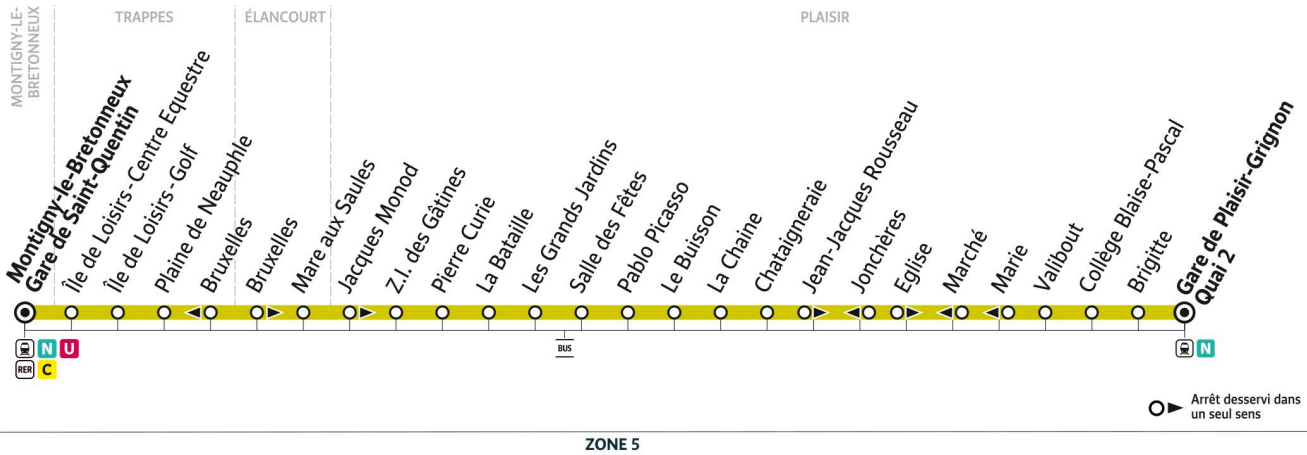 MONTIGNY-LE-
BRETONNEUX
TRAPPES
ÉLANCOURT
PLAISIR
Montigny-le-Bretonneux
Gare de Saint-Quentin
Île de Loisirs-Centre Equestre
Île de Loisirs-Golf
Plaine de Neauphle
Bruxelles
Bruxelles
Mare aux Saules
Jacques Monod
Z.I. des Gâtines
Pierre Curie
La Bataille
Les Grands Jardins
Salle des Fêtes
Pablo Picasso
Le Buisson
La Chaine
Chataigneraie
Jean-Jacques Rousseau
Jonchères
Eglise
Marché
Marie
Valibout
Collège Blaise-Pascal
Brigitte
Gare de Plaisir-Grignon
Quai 2
N U
RER C
BUS
N
Arrêt desservi dans
un seul sens
ZONE 5